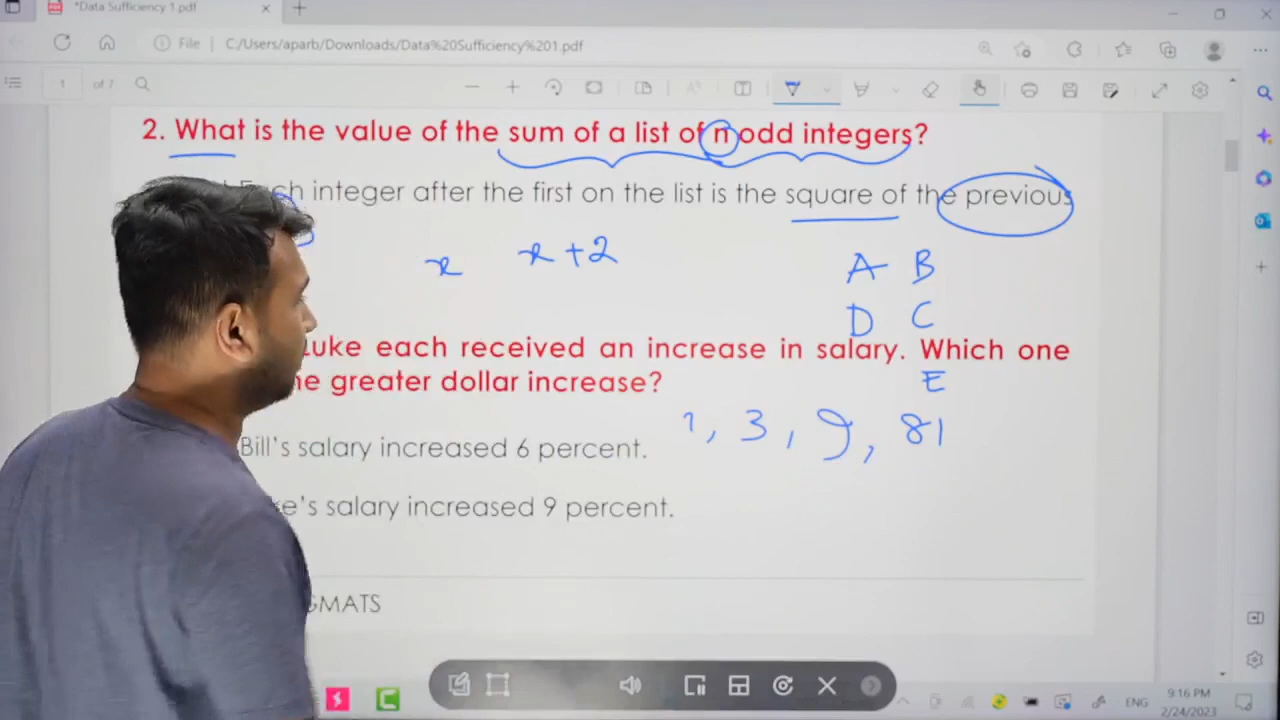 *Data Sufficiency 1.pdf
File C:/Users/aparb/Downloads/Data%20Sufficiency%201.pdf
1 of 7
2. What is the value of the sum of a list of n odd integers?
integer after the first on the list is the square of the previous
x x+2
A B
D C
Luke each received an increase in salary. Which one
greater dollar increase?
E
1, 3, 9, 81
Bill's salary increased 6 percent.
salary increased 9 percent.
GMATS
ENG
9:16 PM
2/24/2023